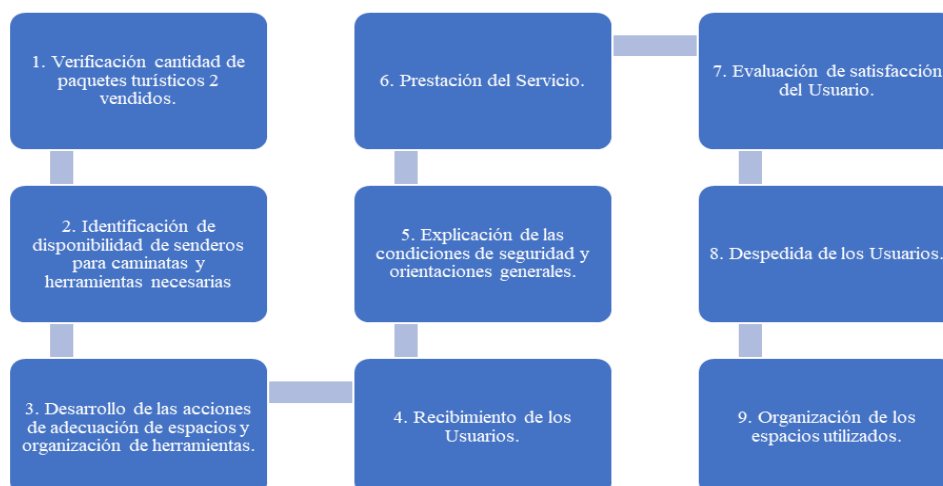 1. Verificación cantidad de
paquetes turísticos 2
vendidos.
2. Identificación de
disponibilidad de senderos
para caminatas y
herramientas necesarias
3. Desarrollo de las acciones
de adecuación de espacios y
organización de herramientas.
4. Recibimiento de los
Usuarios.
5. Explicación de las
condiciones de seguridad y
orientaciones generales.
6. Prestación del Servicio.
7. Evaluación de satisfacción
del Usuario.
8. Despedida de los Usuarios.
9. Organización de los
espacios utilizados.